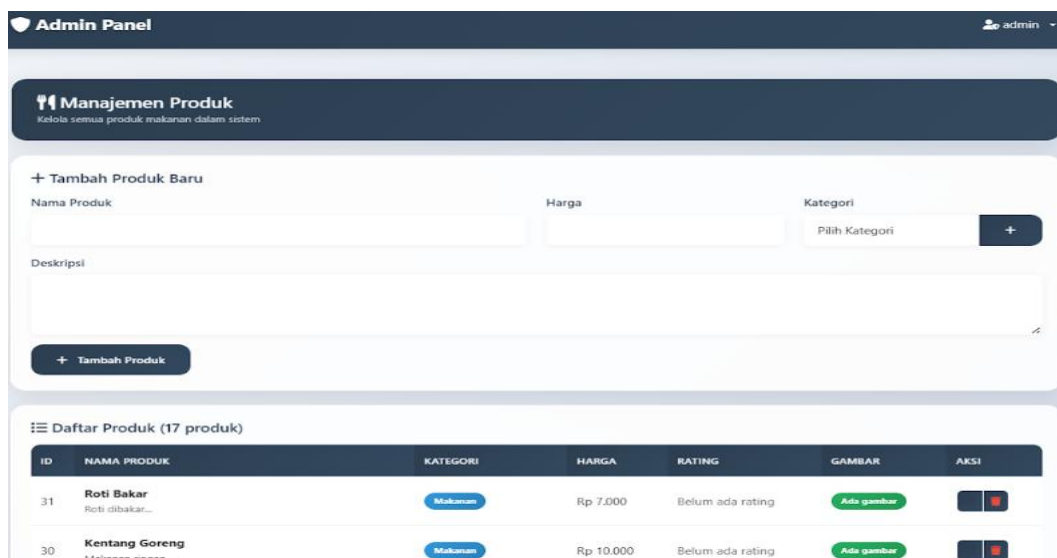 Admin Panel
admin
Manajemen Produk
Kelola semua produk makanan dalam sistem
+ Tambah Produk Baru
Nama Produk
Harga
Kategori
Pilih Kategori
+
Deskripsi
+ Tambah Produk
Daftar Produk (17 produk)
ID NAMA PRODUK KATEGORI HARGA RATING GAMBAR AKSI
31 Roti Bakar Makanan Rp 7.000 Belum ada rating Ada gambar
Roti dibakar...
30 Kentang Goreng Makanan Rp 10.000 Belum ada rating Ada gambar